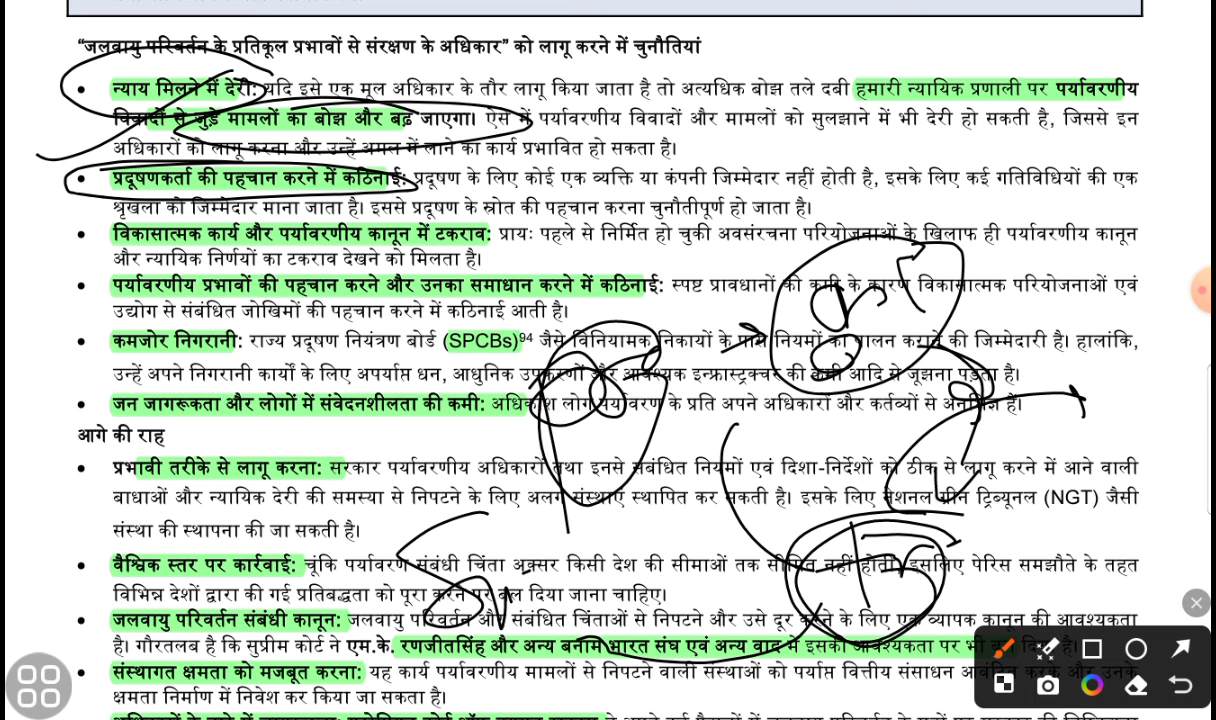 “जलवायु परिवर्तन के प्रतिकूल प्रभावों से संरक्षण के अधिकार” को लागू करने में चुनौतियां
• न्याय मिलने में देरी: यदि इसे एक मूल अधिकार के तौर लागू किया जाता है तो अत्यधिक बोझ तले दबी हमारी न्यायिक प्रणाली पर पर्यावरणीय
विवादों से जुड़े मामलों का बोझ और बढ़ जाएगा। ऐसे में पर्यावरणीय विवादों और मामलों को सुलझाने में भी देरी हो सकती है, जिससे इन
अधिकारों को लागू करना और उन्हें अमल में लाने का कार्य प्रभावित हो सकता है।
• प्रदूषणकर्ता की पहचान करने में कठिनाई: प्रदूषण के लिए कोई एक व्यक्ति या कंपनी जिम्मेदार नहीं होती है, इसके लिए कई गतिविधियों की एक
श्रृखला को जिम्मेदार माना जाता है। इससे प्रदूषण के स्रोत की पहचान करना चुनौतीपूर्ण हो जाता है।
• विकासात्मक कार्य और पर्यावरणीय कानून में टकराव: प्रायः पहले से निर्मित हो चुकी अवसंरचना परियोजनाओं के खिलाफ ही पर्यावरणीय कानून
और न्यायिक निर्णयों का टकराव देखने को मिलता है।
• पर्यावरणीय प्रभावों की पहचान करने और उनका समाधान करने में कठिनाई: स्पष्ट प्रावधानों की कमी के कारण विकासात्मक परियोजनाओं एवं
उद्योग से संबंधित जोखिमों की पहचान करने में कठिनाई आती है।
• कमजोर निगरानी: राज्य प्रदूषण नियंत्रण बोर्ड (SPCBs)⁹⁴ जैसे विनियामक निकायों के पास नियमों का पालन कराने की जिम्मेदारी है। हालांकि,
उन्हें अपने निगरानी कार्यों के लिए अपर्याप्त धन, आधुनिक उपकरणों और आवश्यक इन्फ्रास्ट्रक्चर की कमी आदि से जूझना पड़ता है।
• जन जागरूकता और लोगों में संवेदनशीलता की कमी: अधिकांश लोग पर्यावरण के प्रति अपने अधिकारों और कर्तव्यों से अनभिज्ञ हैं।
आगे की राह
• प्रभावी तरीके से लागू करना: सरकार पर्यावरणीय अधिकारों तथा इनसे संबंधित नियमों एवं दिशा-निर्देशों को ठीक से लागू करने में आने वाली
बाधाओं और न्यायिक देरी की समस्या से निपटने के लिए अलग संस्थाएं स्थापित कर सकती है। इसके लिए नेशनल ग्रीन ट्रिब्यूनल (NGT) जैसी
संस्था की स्थापना की जा सकती है।
• वैश्विक स्तर पर कार्रवाई: चूंकि पर्यावरण संबंधी चिंता अक्सर किसी देश की सीमाओं तक सीमित नहीं होती, इसलिए पेरिस समझौते के तहत
विभिन्न देशों द्वारा की गई प्रतिबद्धता को पूरा करने पर बल दिया जाना चाहिए।
• जलवायु परिवर्तन संबंधी कानून: जलवायु परिवर्तन और संबंधित चिंताओं से निपटने और उसे दूर करने के लिए एक व्यापक कानून की आवश्यकता
है। गौरतलब है कि सुप्रीम कोर्ट ने एम.के. रणजीतसिंह और अन्य बनाम भारत संघ एवं अन्य वाद में इसकी आवश्यकता पर भी
• संस्थागत क्षमता को मजबूत करना: यह कार्य पर्यावरणीय मामलों से निपटने वाली संस्थाओं को पर्याप्त वित्तीय संसाधन आवंटित करके और उनके
क्षमता निर्माण में निवेश कर किया जा सकता है।